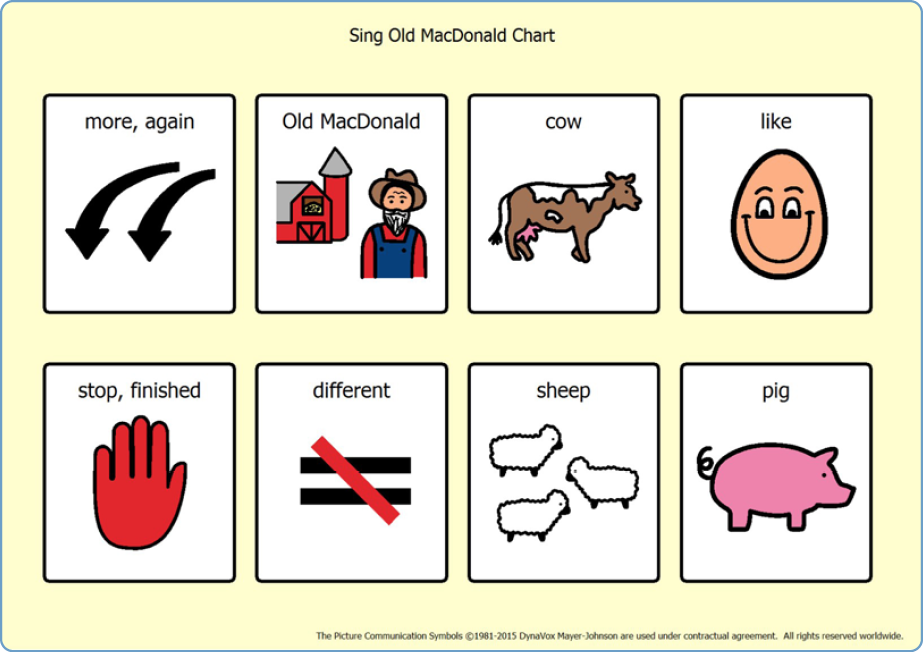 Sing Old MacDonald Chart
more, again
Old MacDonald
cow
like
stop, finished
different
sheep
pig
The Picture Communication Symbols ©1981-2015 DynaVox Mayer-Johnson are used under contractual agreement. All rights reserved worldwide.